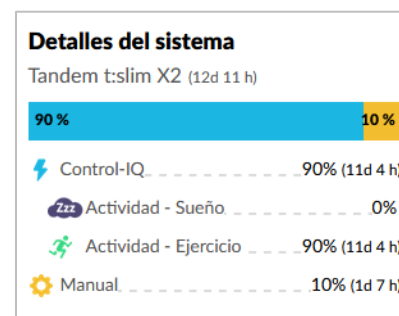 Detalles del sistema
Tandem t:slim X2 (12d 11 h)
90 % 10 %
Control-IQ 90% (11d 4 h)
Zzz Actividad - Sueño 0%
Actividad - Ejercicio 90% (11d 4 h)
Manual 10% (1d 7 h)